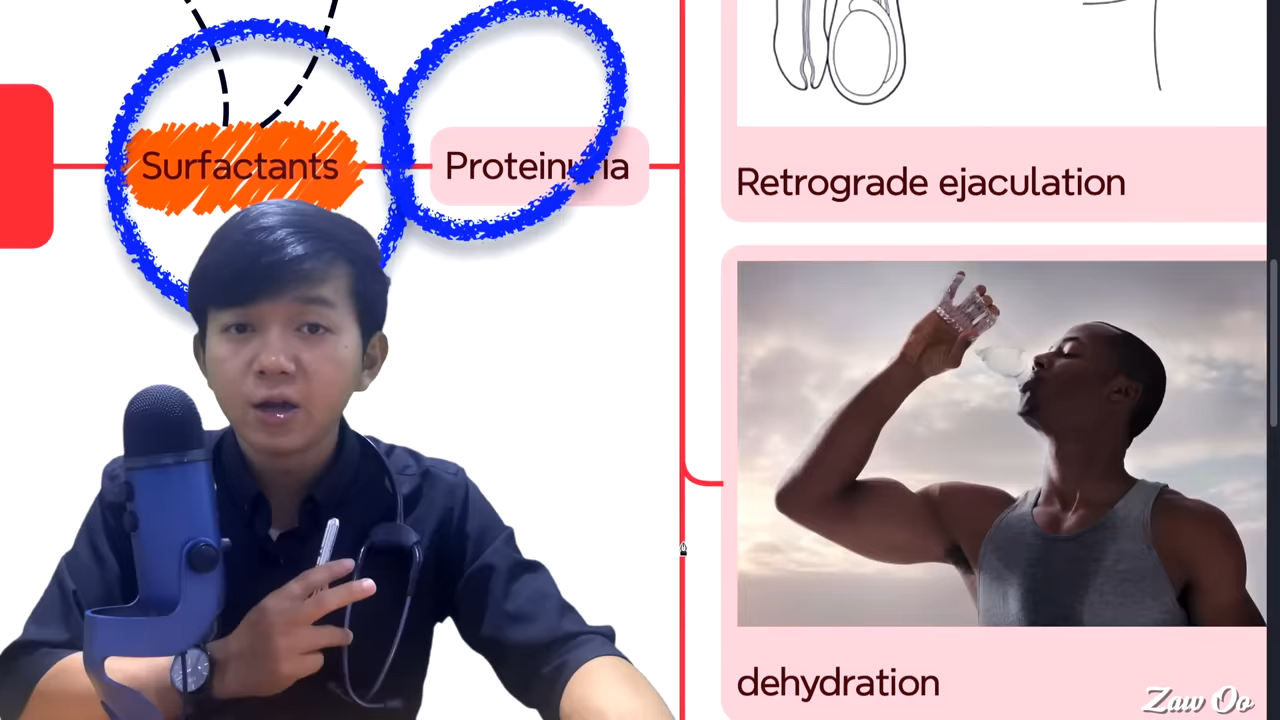 Surfactants
Proteinuria
Retrograde ejaculation
dehydration
Zaw Oo